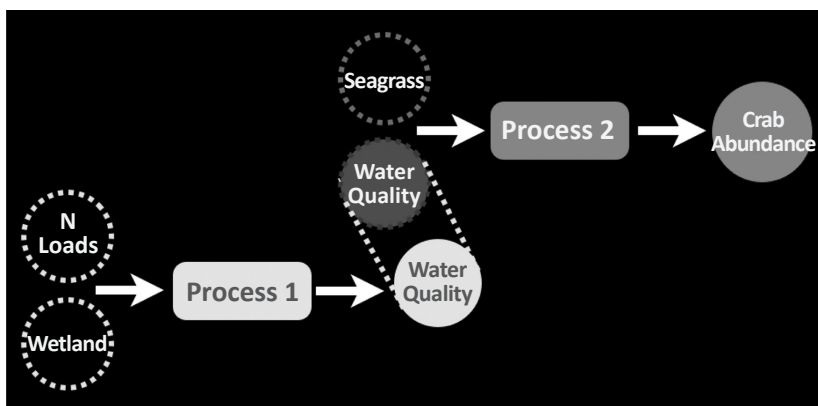 Seagrass
Process 2
Crab
Abundance
Water
Quality
N
Loads
Process 1
Water
Quality
Wetland